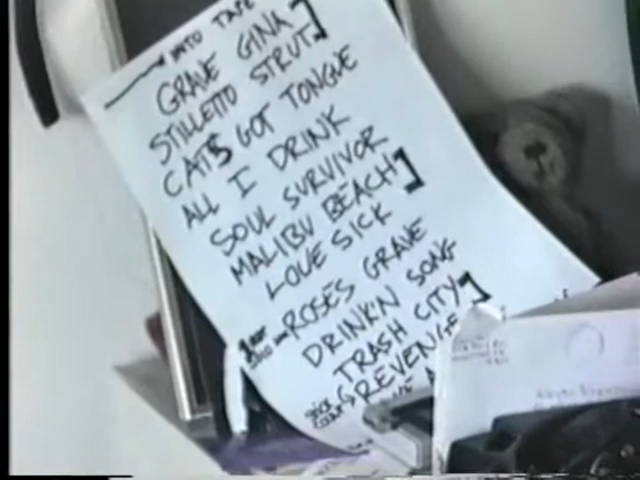 INTO TAPE
GRAVE GINA]
STILLETTO STRUT]
CATS GOT TONGUE
ALL I DRINK
SOUL SURVIVOR
MALIBU BEACH]
LOVE SICK
ROSES GRAVE
DRINK'N SONG
TRASH CITY]
REVENGE